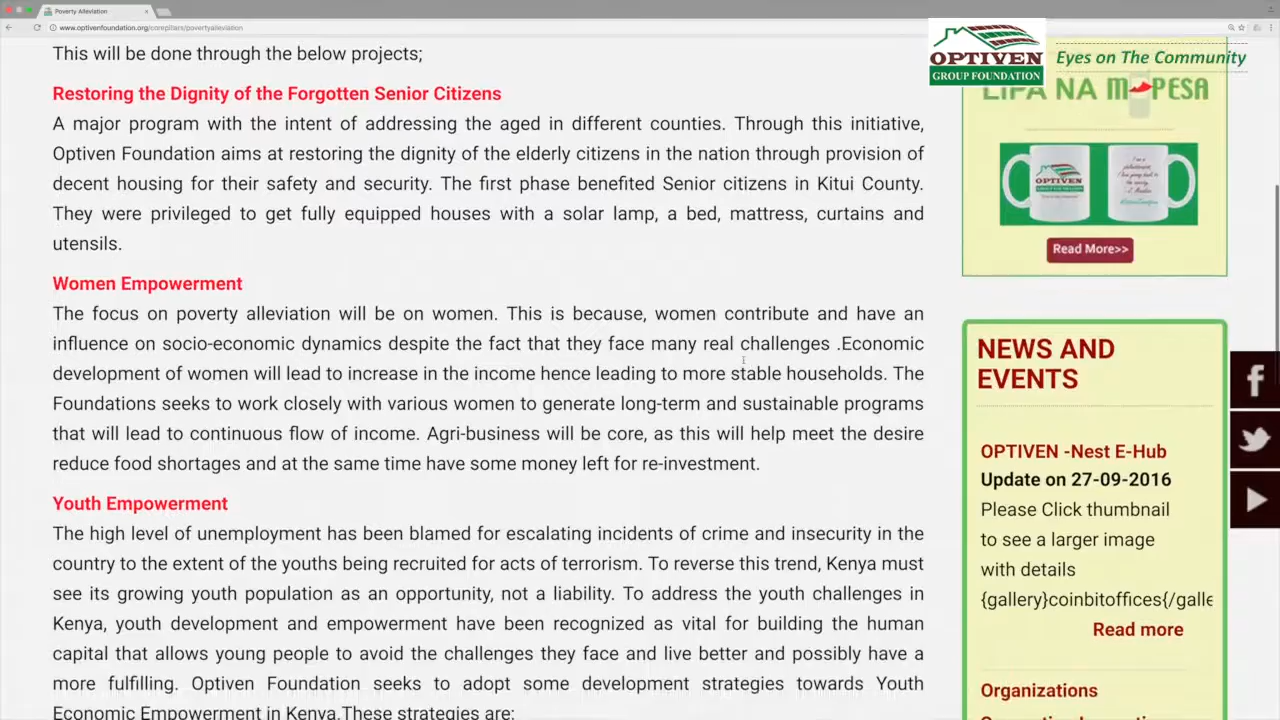 Poverty Alleviation
www.optivenfoundation.org/corepillars/povertyalleviation
This will be done through the below projects;
Restoring the Dignity of the Forgotten Senior Citizens
A major program with the intent of addressing the aged in different counties. Through this initiative,
Optiven Foundation aims at restoring the dignity of the elderly citizens in the nation through provision of
decent housing for their safety and security. The first phase benefited Senior citizens in Kitui County.
They were privileged to get fully equipped houses with a solar lamp, a bed, mattress, curtains and
utensils.
Women Empowerment
The focus on poverty alleviation will be on women. This is because, women contribute and have an
influence on socio-economic dynamics despite the fact that they face many real challenges .Economic
development of women will lead to increase in the income hence leading to more stable households. The
Foundations seeks to work closely with various women to generate long-term and sustainable programs
that will lead to continuous flow of income. Agri-business will be core, as this will help meet the desire
reduce food shortages and at the same time have some money left for re-investment.
Youth Empowerment
The high level of unemployment has been blamed for escalating incidents of crime and insecurity in the
country to the extent of the youths being recruited for acts of terrorism. To reverse this trend, Kenya must
see its growing youth population as an opportunity, not a liability. To address the youth challenges in
Kenya, youth development and empowerment have been recognized as vital for building the human
capital that allows young people to avoid the challenges they face and live better and possibly have a
more fulfilling. Optiven Foundation seeks to adopt some development strategies towards Youth
Economic Empowerment in Kenya.These strategies are:
OPTIVEN
GROUP FOUNDATION
Eyes on The Community
LIPA NA M PESA
OPTIVEN
Read More>>
NEWS AND
EVENTS
OPTIVEN -Nest E-Hub
Update on 27-09-2016
Please Click thumbnail
to see a larger image
with details
{gallery}coinbitoffices{/galle
Read more
Organizations